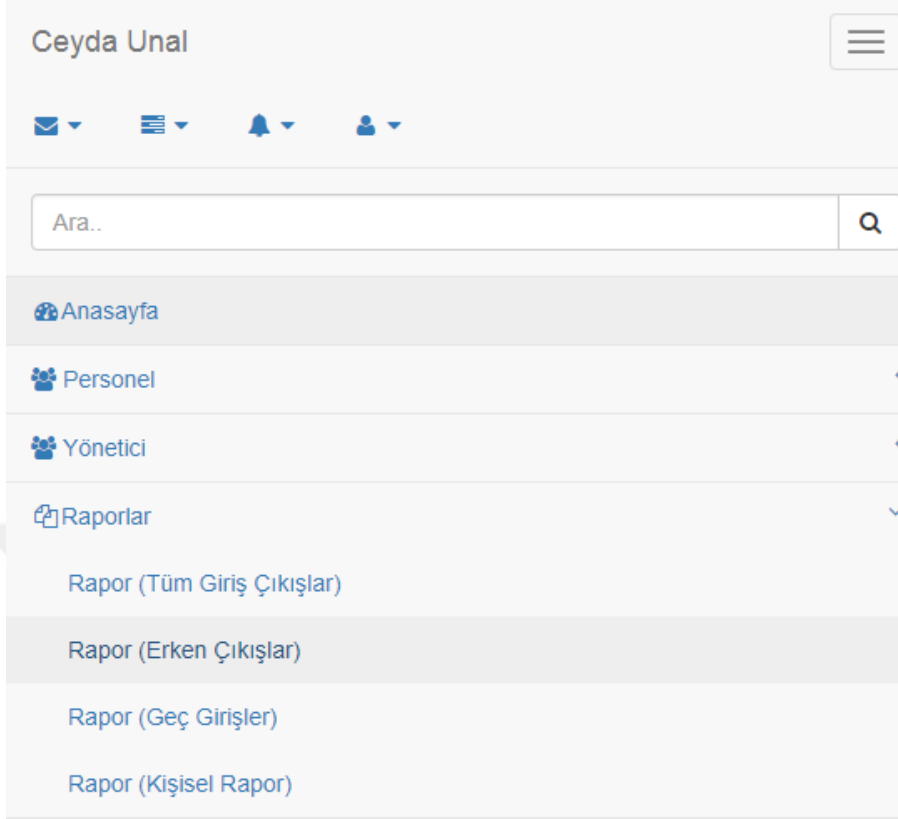 Ceyda Unal
Ara..
Anasayfa
Personel
Yönetici
Raporlar
Rapor (Tüm Giriş Çıkışlar)
Rapor (Erken Çıkışlar)
Rapor (Geç Girişler)
Rapor (Kişisel Rapor)